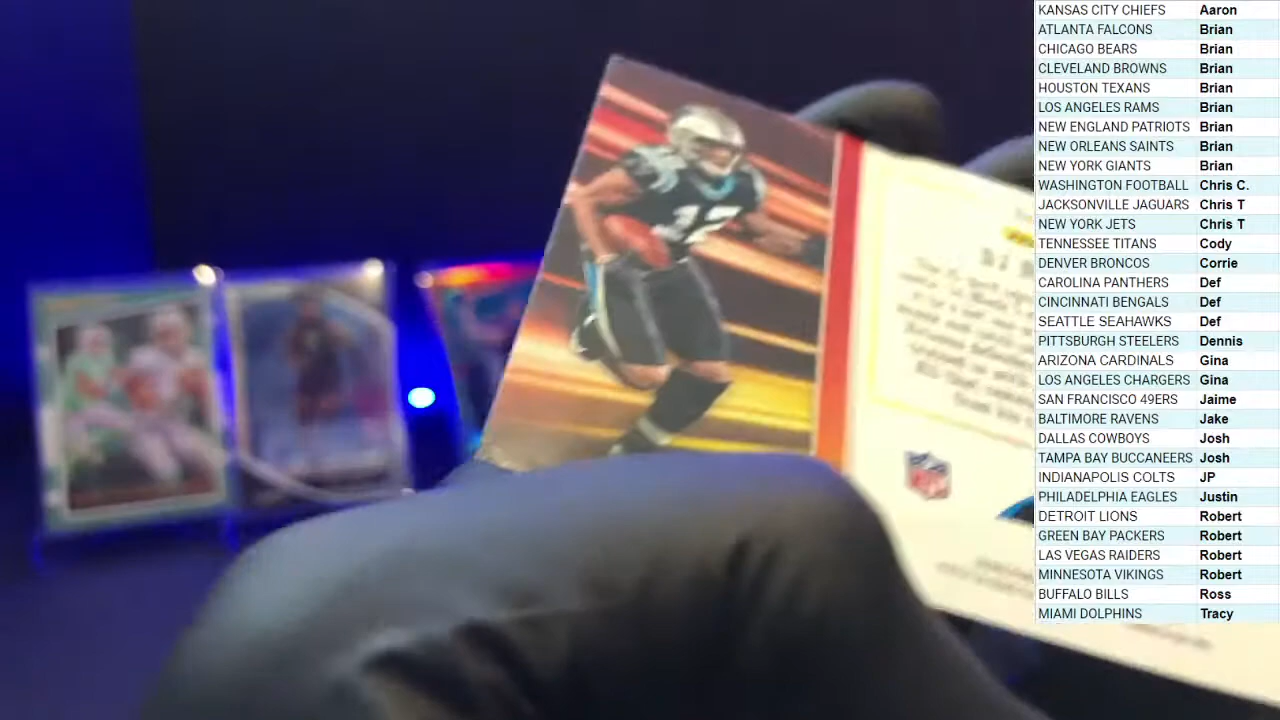 KANSAS CITY CHIEFS Aaron
ATLANTA FALCONS Brian
CHICAGO BEARS Brian
CLEVELAND BROWNS Brian
HOUSTON TEXANS Brian
LOS ANGELES RAMS Brian
NEW ENGLAND PATRIOTS Brian
NEW ORLEANS SAINTS Brian
NEW YORK GIANTS Brian
WASHINGTON FOOTBALL Chris C.
JACKSONVILLE JAGUARS Chris T
NEW YORK JETS Chris T
TENNESSEE TITANS Cody
DENVER BRONCOS Corrie
CAROLINA PANTHERS Def
CINCINNATI BENGALS Def
SEATTLE SEAHAWKS Def
PITTSBURGH STEELERS Dennis
ARIZONA CARDINALS Gina
LOS ANGELES CHARGERS Gina
SAN FRANCISCO 49ERS Jaime
BALTIMORE RAVENS Jake
DALLAS COWBOYS Josh
TAMPA BAY BUCCANEERS Josh
INDIANAPOLIS COLTS JP
PHILADELPHIA EAGLES Justin
DETROIT LIONS Robert
GREEN BAY PACKERS Robert
LAS VEGAS RAIDERS Robert
MINNESOTA VIKINGS Robert
BUFFALO BILLS Ross
MIAMI DOLPHINS Tracy
12
NFL